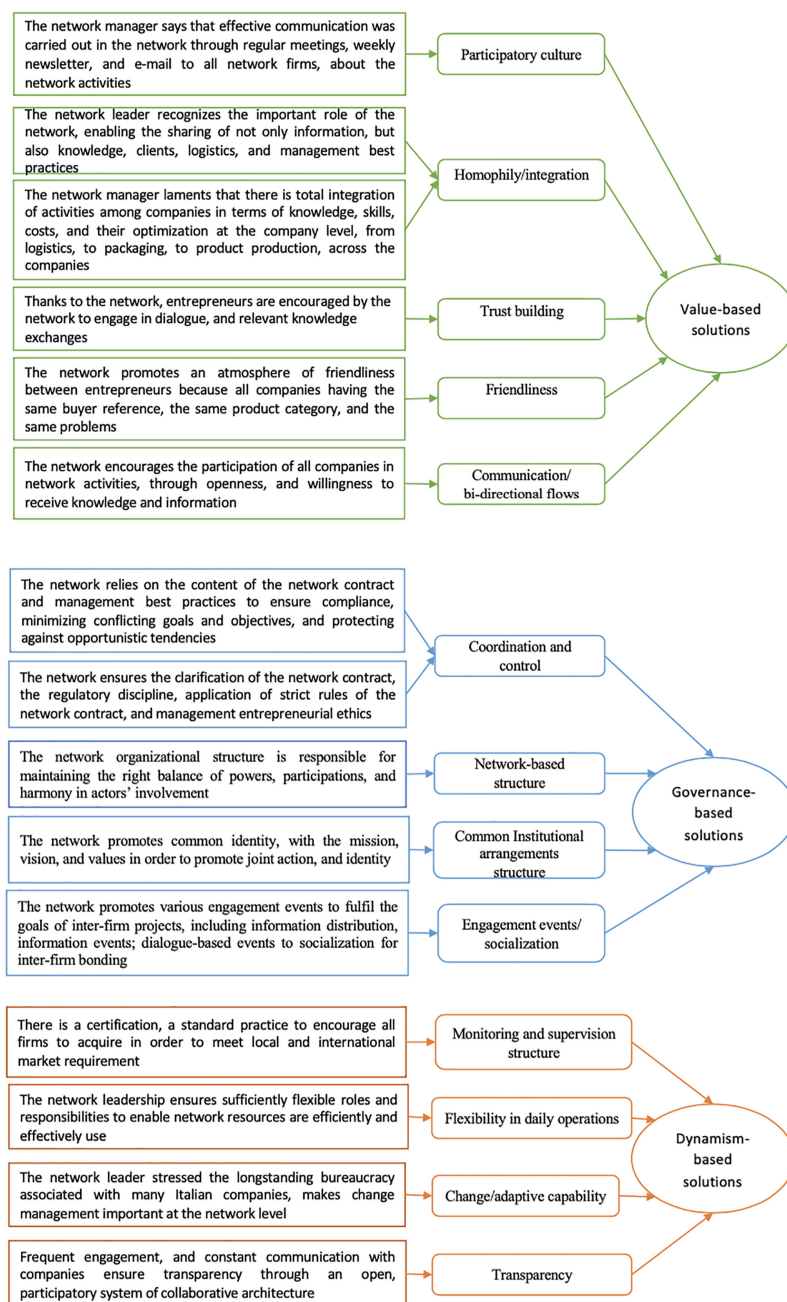 The network manager says that effective communication was
carried out in the network through regular meetings, weekly
newsletter, and e-mail to all network firms, about the
network activities
Participatory culture
The network leader recognizes the important role of the
network, enabling the sharing of not only information, but
also knowledge, clients, logistics, and management best
practices
Homophily/integration
The network manager laments that there is total integration
of activities among companies in terms of knowledge, skills,
costs, and their optimization at the company level, from
logistics, to packaging, to product production, across the
companies
Thanks to the network, entrepreneurs are encouraged by the
network to engage in dialogue, and relevant knowledge
exchanges
Trust building
Value-based
solutions
The network promotes an atmosphere of friendliness
between entrepreneurs because all companies having the
same buyer reference, the same product category, and the
same problems
Friendliness
The network encourages the participation of all companies in
network activities, through openness, and willingness to
receive knowledge and information
Communication/
bi-directional flows
The network relies on the content of the network contract
and management best practices to ensure compliance,
minimizing conflicting goals and objectives, and protecting
against opportunistic tendencies
Coordination and
control
The network ensures the clarification of the network contract,
the regulatory discipline, application of strict rules of the
network contract, and management entrepreneurial ethics
The network organizational structure is responsible for
maintaining the right balance of powers, participations, and
harmony in actors’ involvement
Network-based
structure
Governance-
based
solutions
The network promotes common identity, with the mission,
vision, and values in order to promote joint action, and identity
Common Institutional
arrangements
structure
The network promotes various engagement events to fulfil the
goals of inter-firm projects, including information distribution,
information events; dialogue-based events to socialization for
inter-firm bonding
Engagement events/
socialization
There is a certification, a standard practice to encourage all
firms to acquire in order to meet local and international
market requirement
Monitoring and supervision
structure
The network leadership ensures sufficiently flexible roles and
responsibilities to enable network resources are efficiently and
effectively use
Flexibility in daily operations
Dynamism-
based
solutions
The network leader stressed the longstanding bureaucracy
associated with many Italian companies, makes change
management important at the network level
Change/adaptive capability
Frequent engagement, and constant communication with
companies ensure transparency through an open,
participatory system of collaborative architecture
Transparency